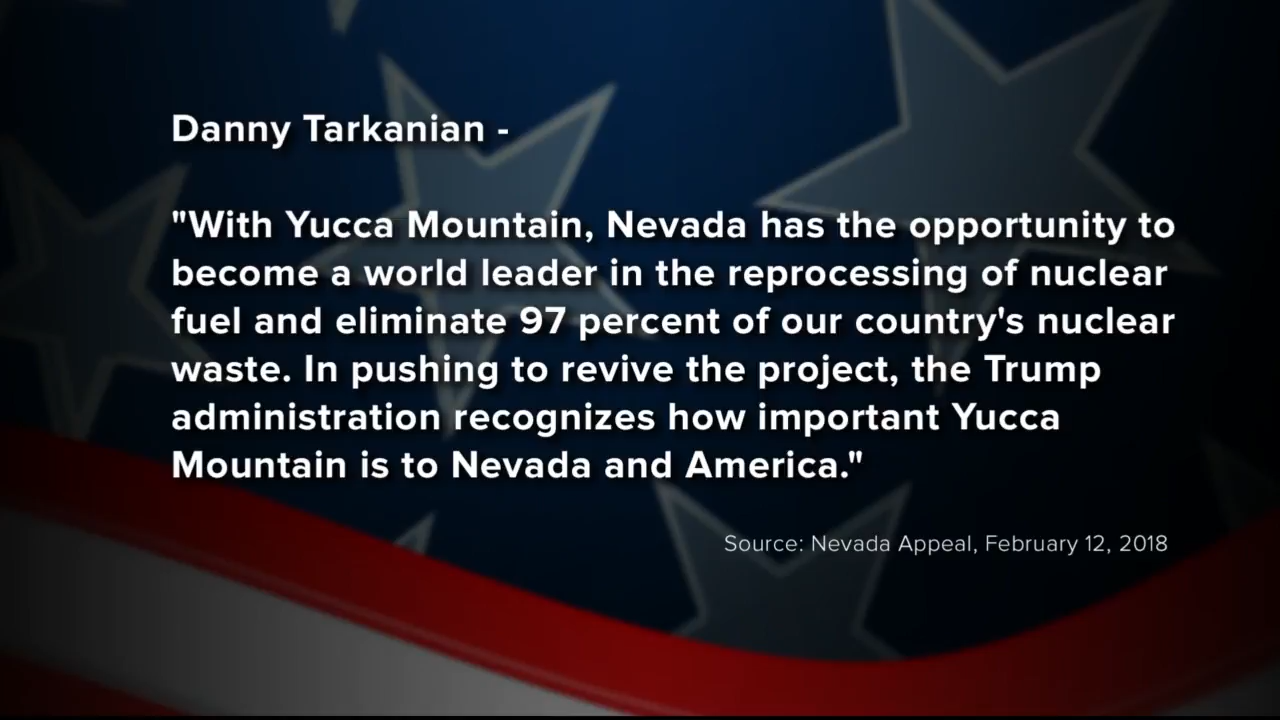 Danny Tarkanian -
"With Yucca Mountain, Nevada has the opportunity to
become a world leader in the reprocessing of nuclear
fuel and eliminate 97 percent of our country's nuclear
waste. In pushing to revive the project, the Trump
administration recognizes how important Yucca
Mountain is to Nevada and America."
Source: Nevada Appeal, February 12, 2018